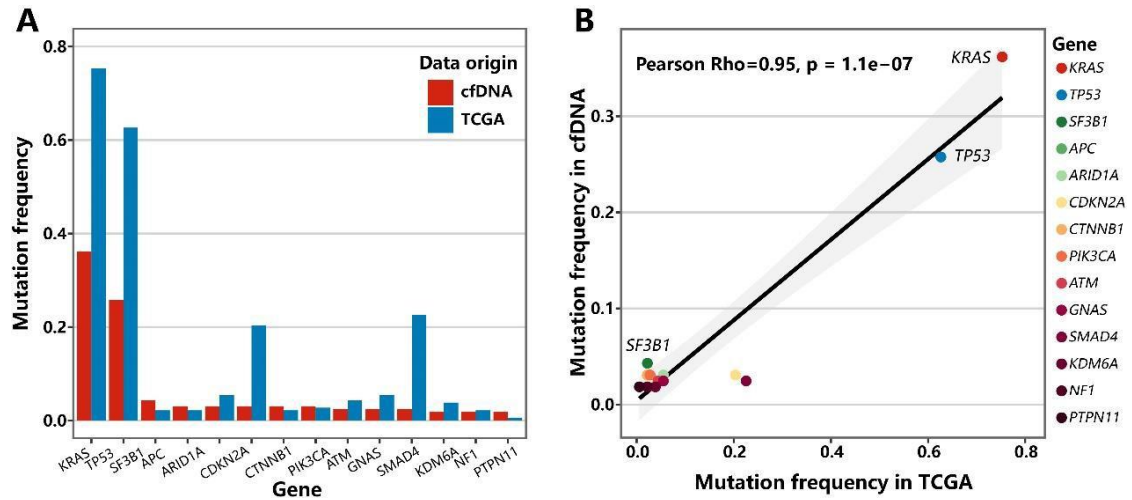 A
Mutation frequency
0.8
0.6
0.4
0.2
0.0
Data origin
cfDNA
TCGA
KRAS
TP53
SF3B1
APC
ARID1A
CDKN2A
CTNNB1
PIK3CA
ATM
GNAS
SMAD4
KDM6A
NF1
PTPN11
Gene
B
Mutation frequency in cfDNA
0.3
0.2
0.1
0.0
Pearson Rho=0.95, p = 1.1e−07
KRAS
TP53
SF3B1
0.0 0.2 0.4 0.6 0.8
Mutation frequency in TCGA
Gene
KRAS
TP53
SF3B1
APC
ARID1A
CDKN2A
CTNNB1
PIK3CA
ATM
GNAS
SMAD4
KDM6A
NF1
PTPN11